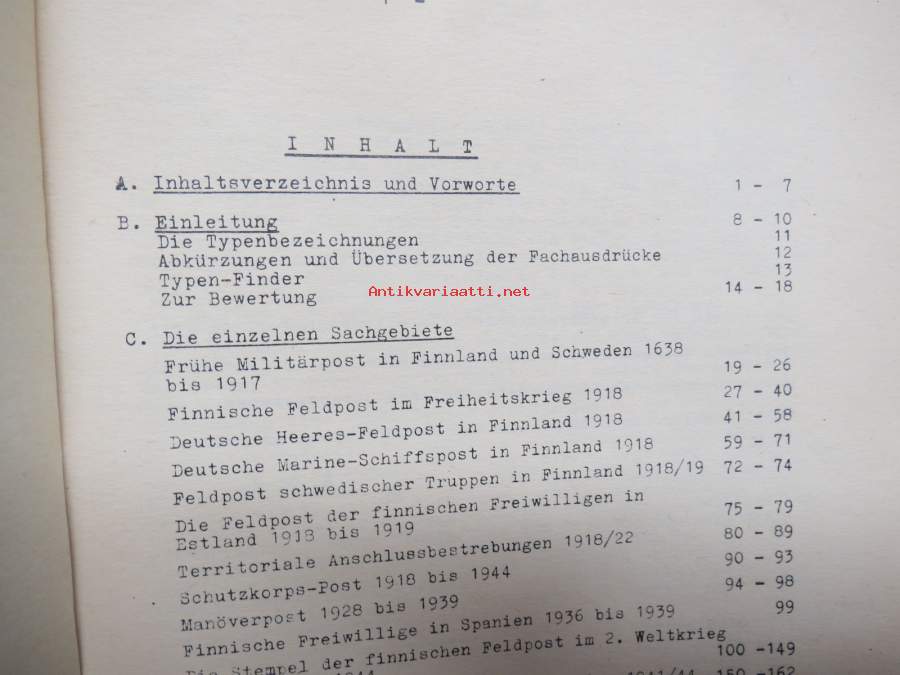 I N H A L T
A. Inhaltsverzeichnis und Vorworte 1 - 7
B. Einleitung 8 - 10
Die Typenbezeichnungen 11
Abkürzungen und Übersetzung der Fachausdrücke 12
Typen-Finder 13
Zur Bewertung 14 - 18
Antikvariaatti.net
C. Die einzelnen Sachgebiete
Frühe Militärpost in Finnland und Schweden 1638
bis 1917 19 - 26
Finnische Feldpost im Freiheitskrieg 1918 27 - 40
Deutsche Heeres-Feldpost in Finnland 1918 41 - 58
Deutsche Marine-Schiffspost in Finnland 1918 59 - 71
Feldpost schwedischer Truppen in Finnland 1918/19 72 - 74
Die Feldpost der finnischen Freiwilligen in
Estland 1918 bis 1919 75 - 79
Territoriale Anschlussbestrebungen 1918/22 80 - 89
Schutzkorps-Post 1918 bis 1944 90 - 93
Manöverpost 1928 bis 1939 94 - 98
Finnische Freiwillige in Spanien 1936 bis 1939 99
Die Stempel der finnischen Feldpost im 2. Weltkrieg
100 -149